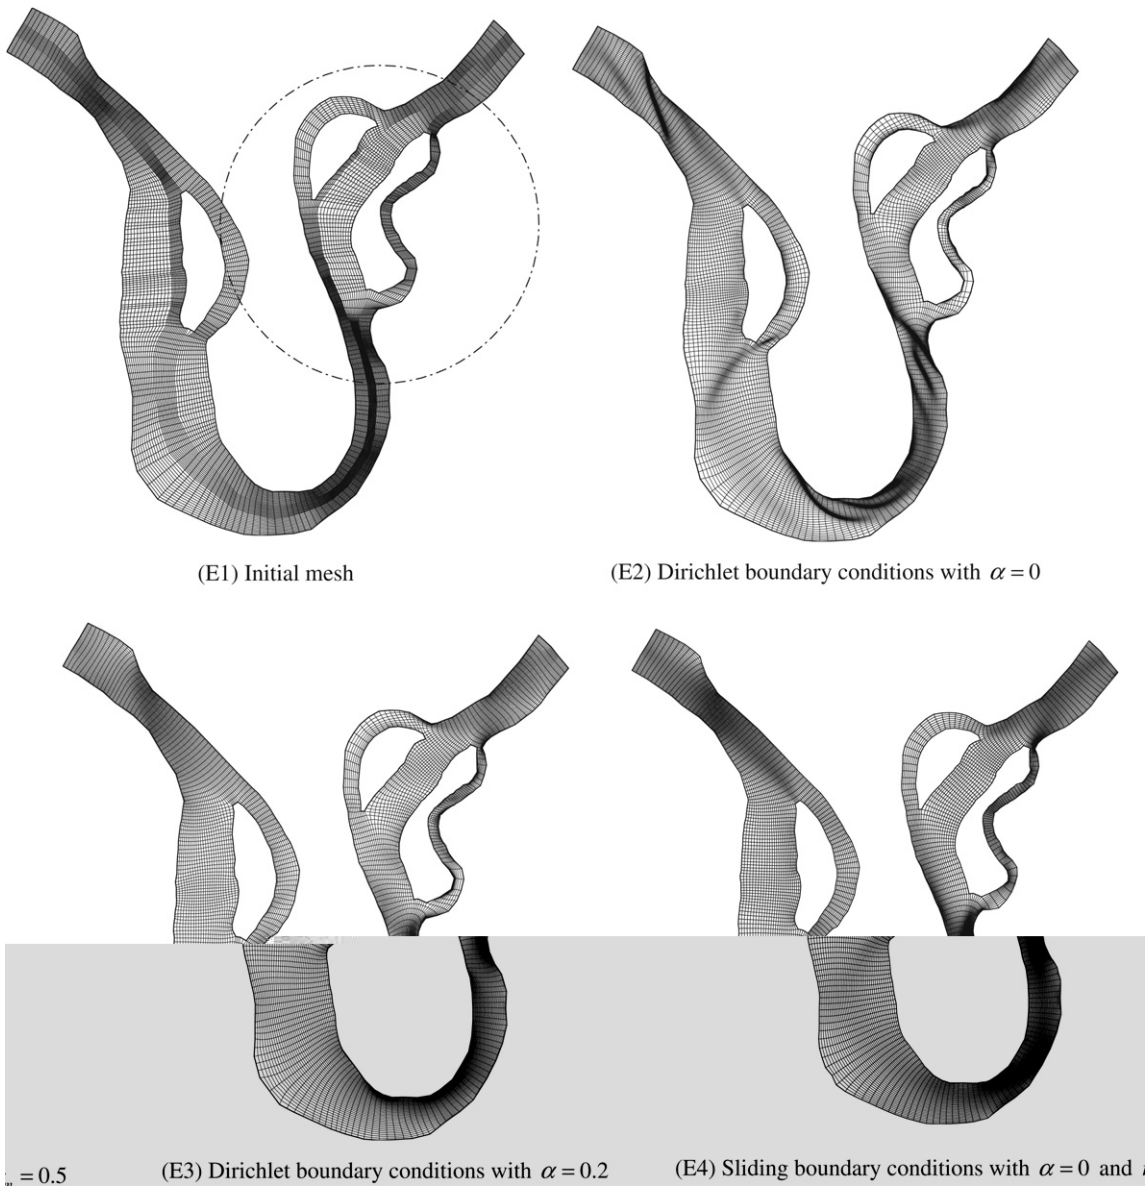 (E1) Initial mesh
(E2) Dirichlet boundary conditions with α = 0
= 0.5
(E3) Dirichlet boundary conditions with α = 0.2
(E4) Sliding boundary conditions with α = 0 and